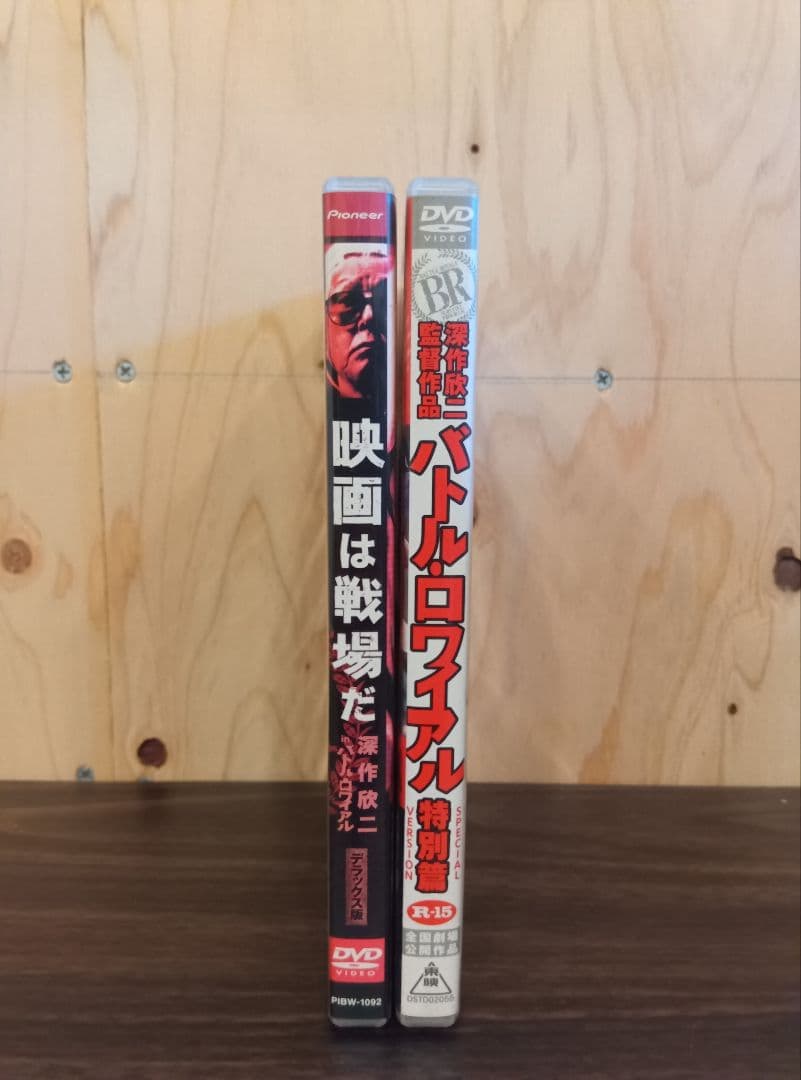 Pioneer
映画は戦場だ
深作欣二
inバトル・ロワイアル
デラックス版
DVD
VIDEO
PIBW-1092
DVD
VIDEO
BR
深作欣二
監督作品
バトル・ロワイアル
特別篇
SPECIAL
VERSION
R-15
全国劇場
公開作品
東映